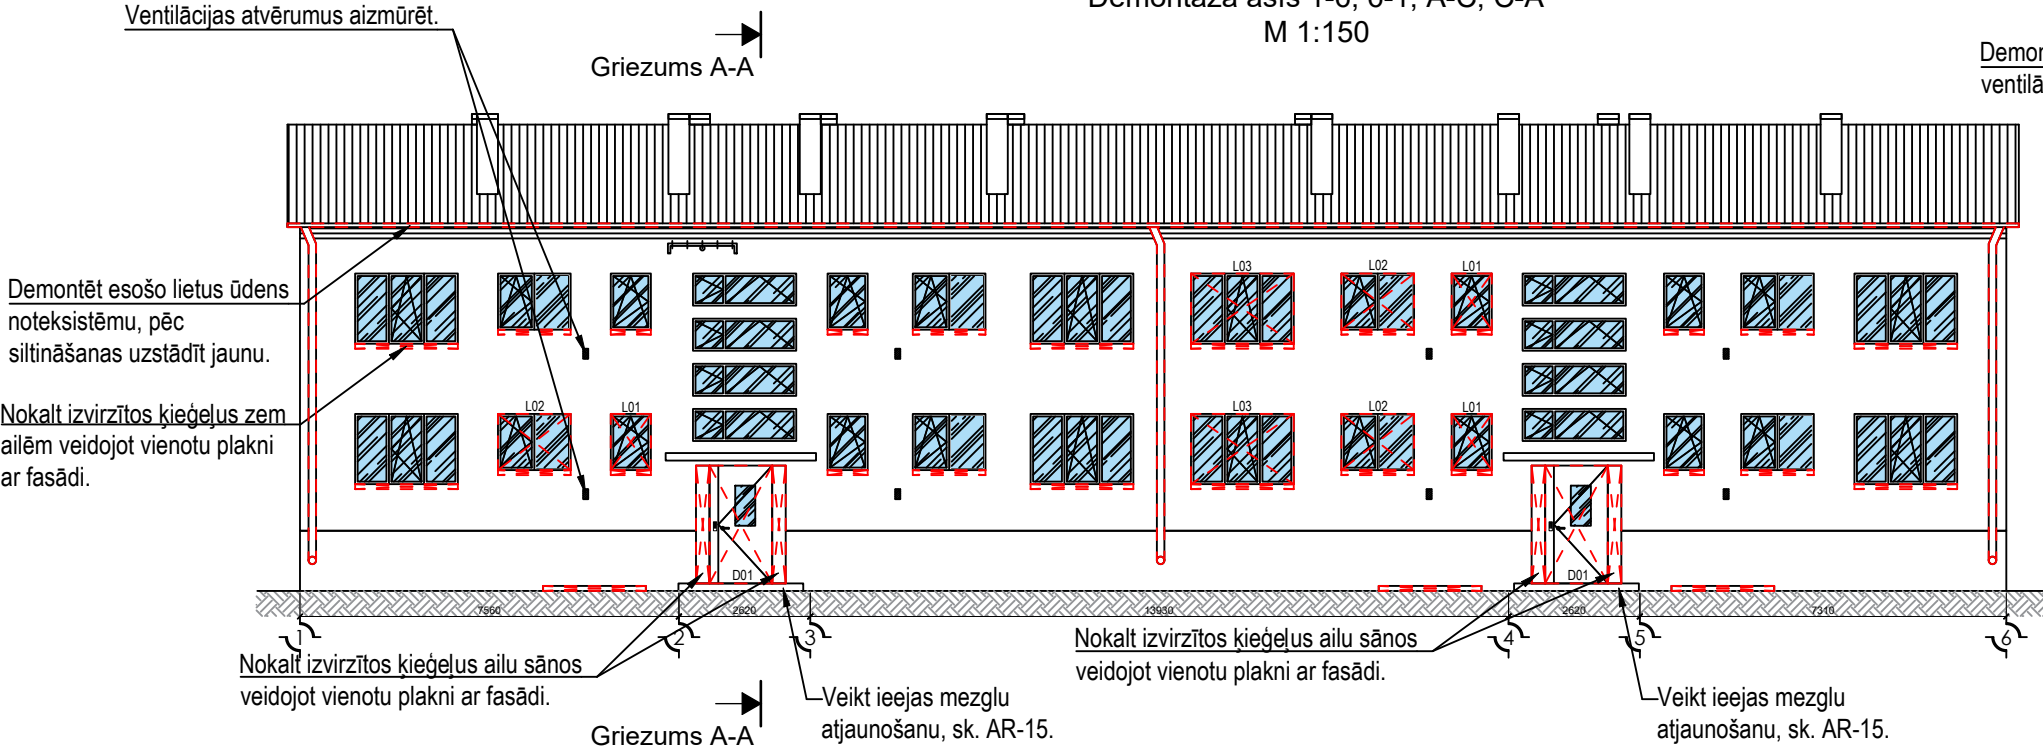 Ventilācijas atvērumus aizmūrēt.
M 1:150
Griezums A-A
L03
L02
L01
Demontēt esošo lietus ūdens
noteksistēmu, pēc
siltināšanas uzstādīt jaunu.
Nokalt izvirzītos ķieģeļus zem
ailēm veidojot vienotu plakni
ar fasādi.
L02
L01
L03
L02
L01
D01
D01
7560
2620
13930
2620
7310
1
2
3
4
5
6
Nokalt izvirzītos ķieģeļus ailu sānos
veidojot vienotu plakni ar fasādi.
Nokalt izvirzītos ķieģeļus ailu sānos
veidojot vienotu plakni ar fasādi.
Veikt ieejas mezglu
atjaunošanu, sk. AR-15.
Veikt ieejas mezglu
atjaunošanu, sk. AR-15.
Griezums A-A